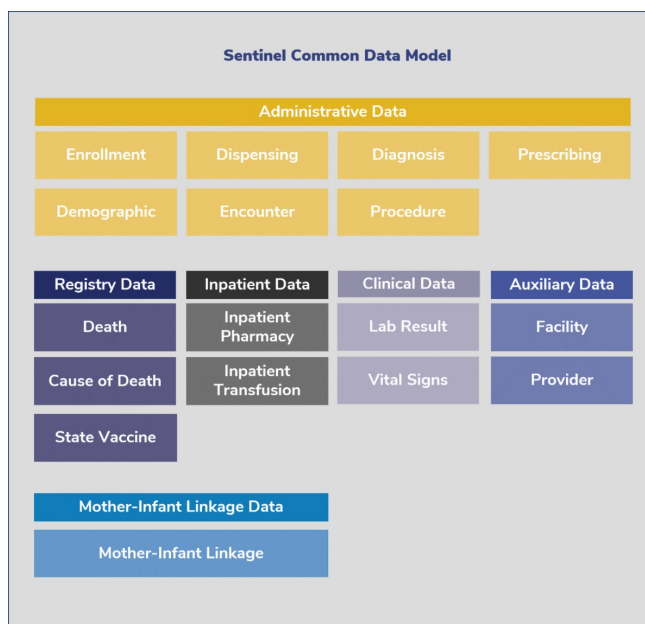 Sentinel Common Data Model
Administrative Data
Enrollment
Dispensing
Diagnosis
Prescribing
Demographic
Encounter
Procedure
Registry Data
Death
Cause of Death
State Vaccine
Inpatient Data
Inpatient
Pharmacy
Inpatient
Transfusion
Clinical Data
Lab Result
Vital Signs
Auxiliary Data
Facility
Provider
Mother-Infant Linkage Data
Mother-Infant Linkage